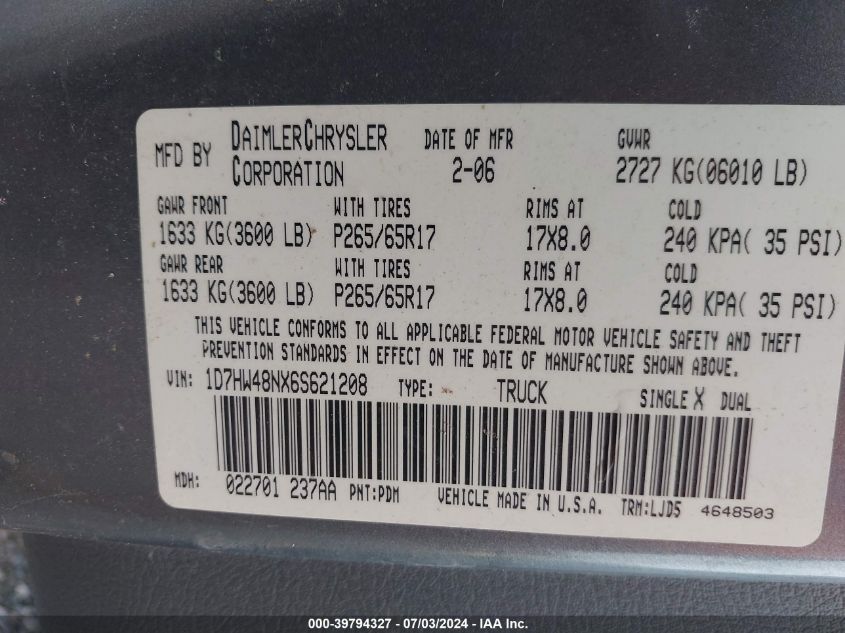 MFD BY DAIMLERCHRYSLER CORPORATION DATE OF MFR 2-06 GVWR 2727 KG(06010 LB)
GAWR FRONT WITH TIRES RIMS AT COLD
1633 KG(3600 LB) P265/65R17 17X8.0 240 KPA( 35 PSI)
GAWR REAR WITH TIRES RIMS AT COLD
1633 KG(3600 LB) P265/65R17 17X8.0 240 KPA( 35 PSI)
THIS VEHICLE CONFORMS TO ALL APPLICABLE FEDERAL MOTOR VEHICLE SAFETY AND THEFT
PREVENTION STANDARDS IN EFFECT ON THE DATE OF MANUFACTURE SHOWN ABOVE.
VIN: 1D7HW48NX6S621208 TYPE: TRUCK SINGLE X DUAL
MDH: 022701 237AA PNT:PDM VEHICLE MADE IN U.S.A. TRM:LJD5 4648503
000-39794327 / 07/03/2024 - IAA Inc.